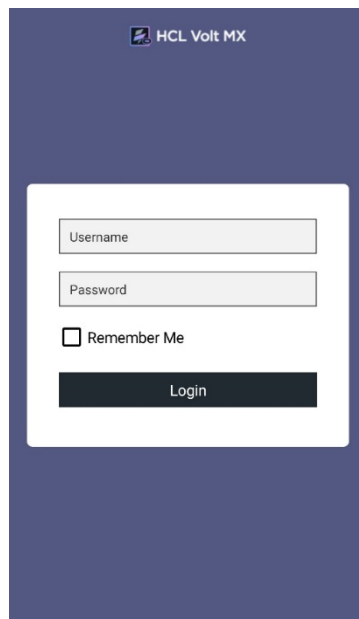 HCL Volt MX
Username
Password
Remember Me
Login